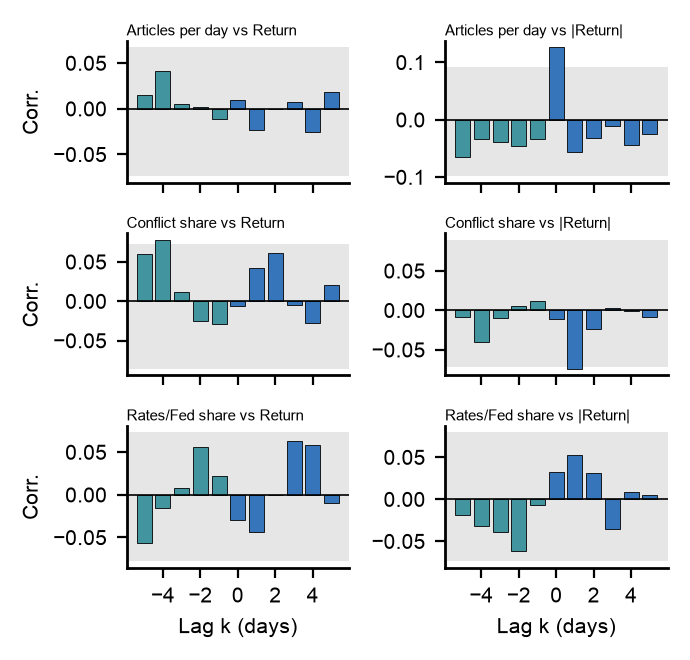 Articles per day vs Return
Articles per day vs |Return|
Corr.
0.05
0.00
−0.05
0.1
0.0
−0.1
Conflict share vs Return
Conflict share vs |Return|
Corr.
0.05
0.00
−0.05
0.05
0.00
−0.05
Rates/Fed share vs Return
Rates/Fed share vs |Return|
Corr.
0.05
0.00
−0.05
0.05
0.00
−0.05
−4 −2 0 2 4
−4 −2 0 2 4
Lag k (days)
Lag k (days)